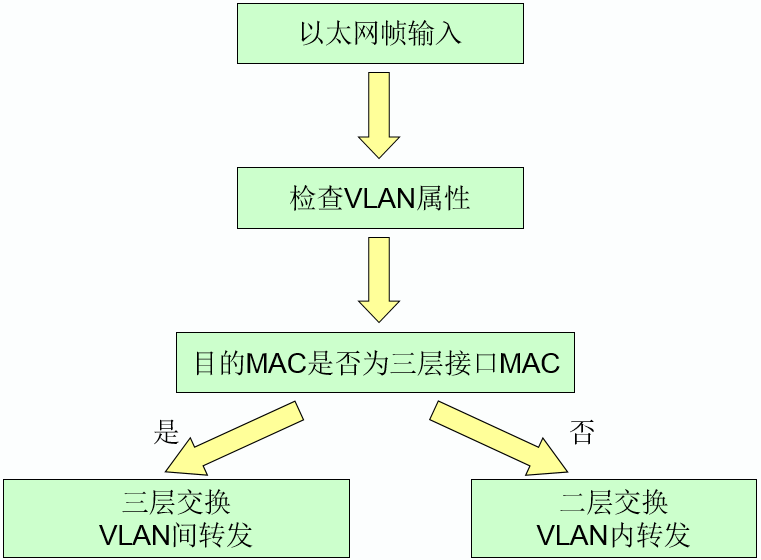 以太网帧输入
检查VLAN属性
目的MAC是否为三层接口MAC
是
否
三层交换
VLAN间转发
二层交换
VLAN内转发